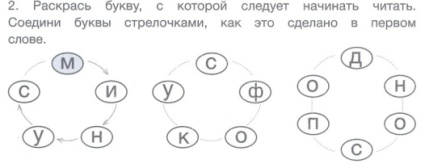 2. Раскрась букву, с которой следует начинать читать.
Соедини буквы стрелочками, как это сделано в первом
слове.
М
С И
У Н
С
У Ф
К О
Д
О Н
П О
С